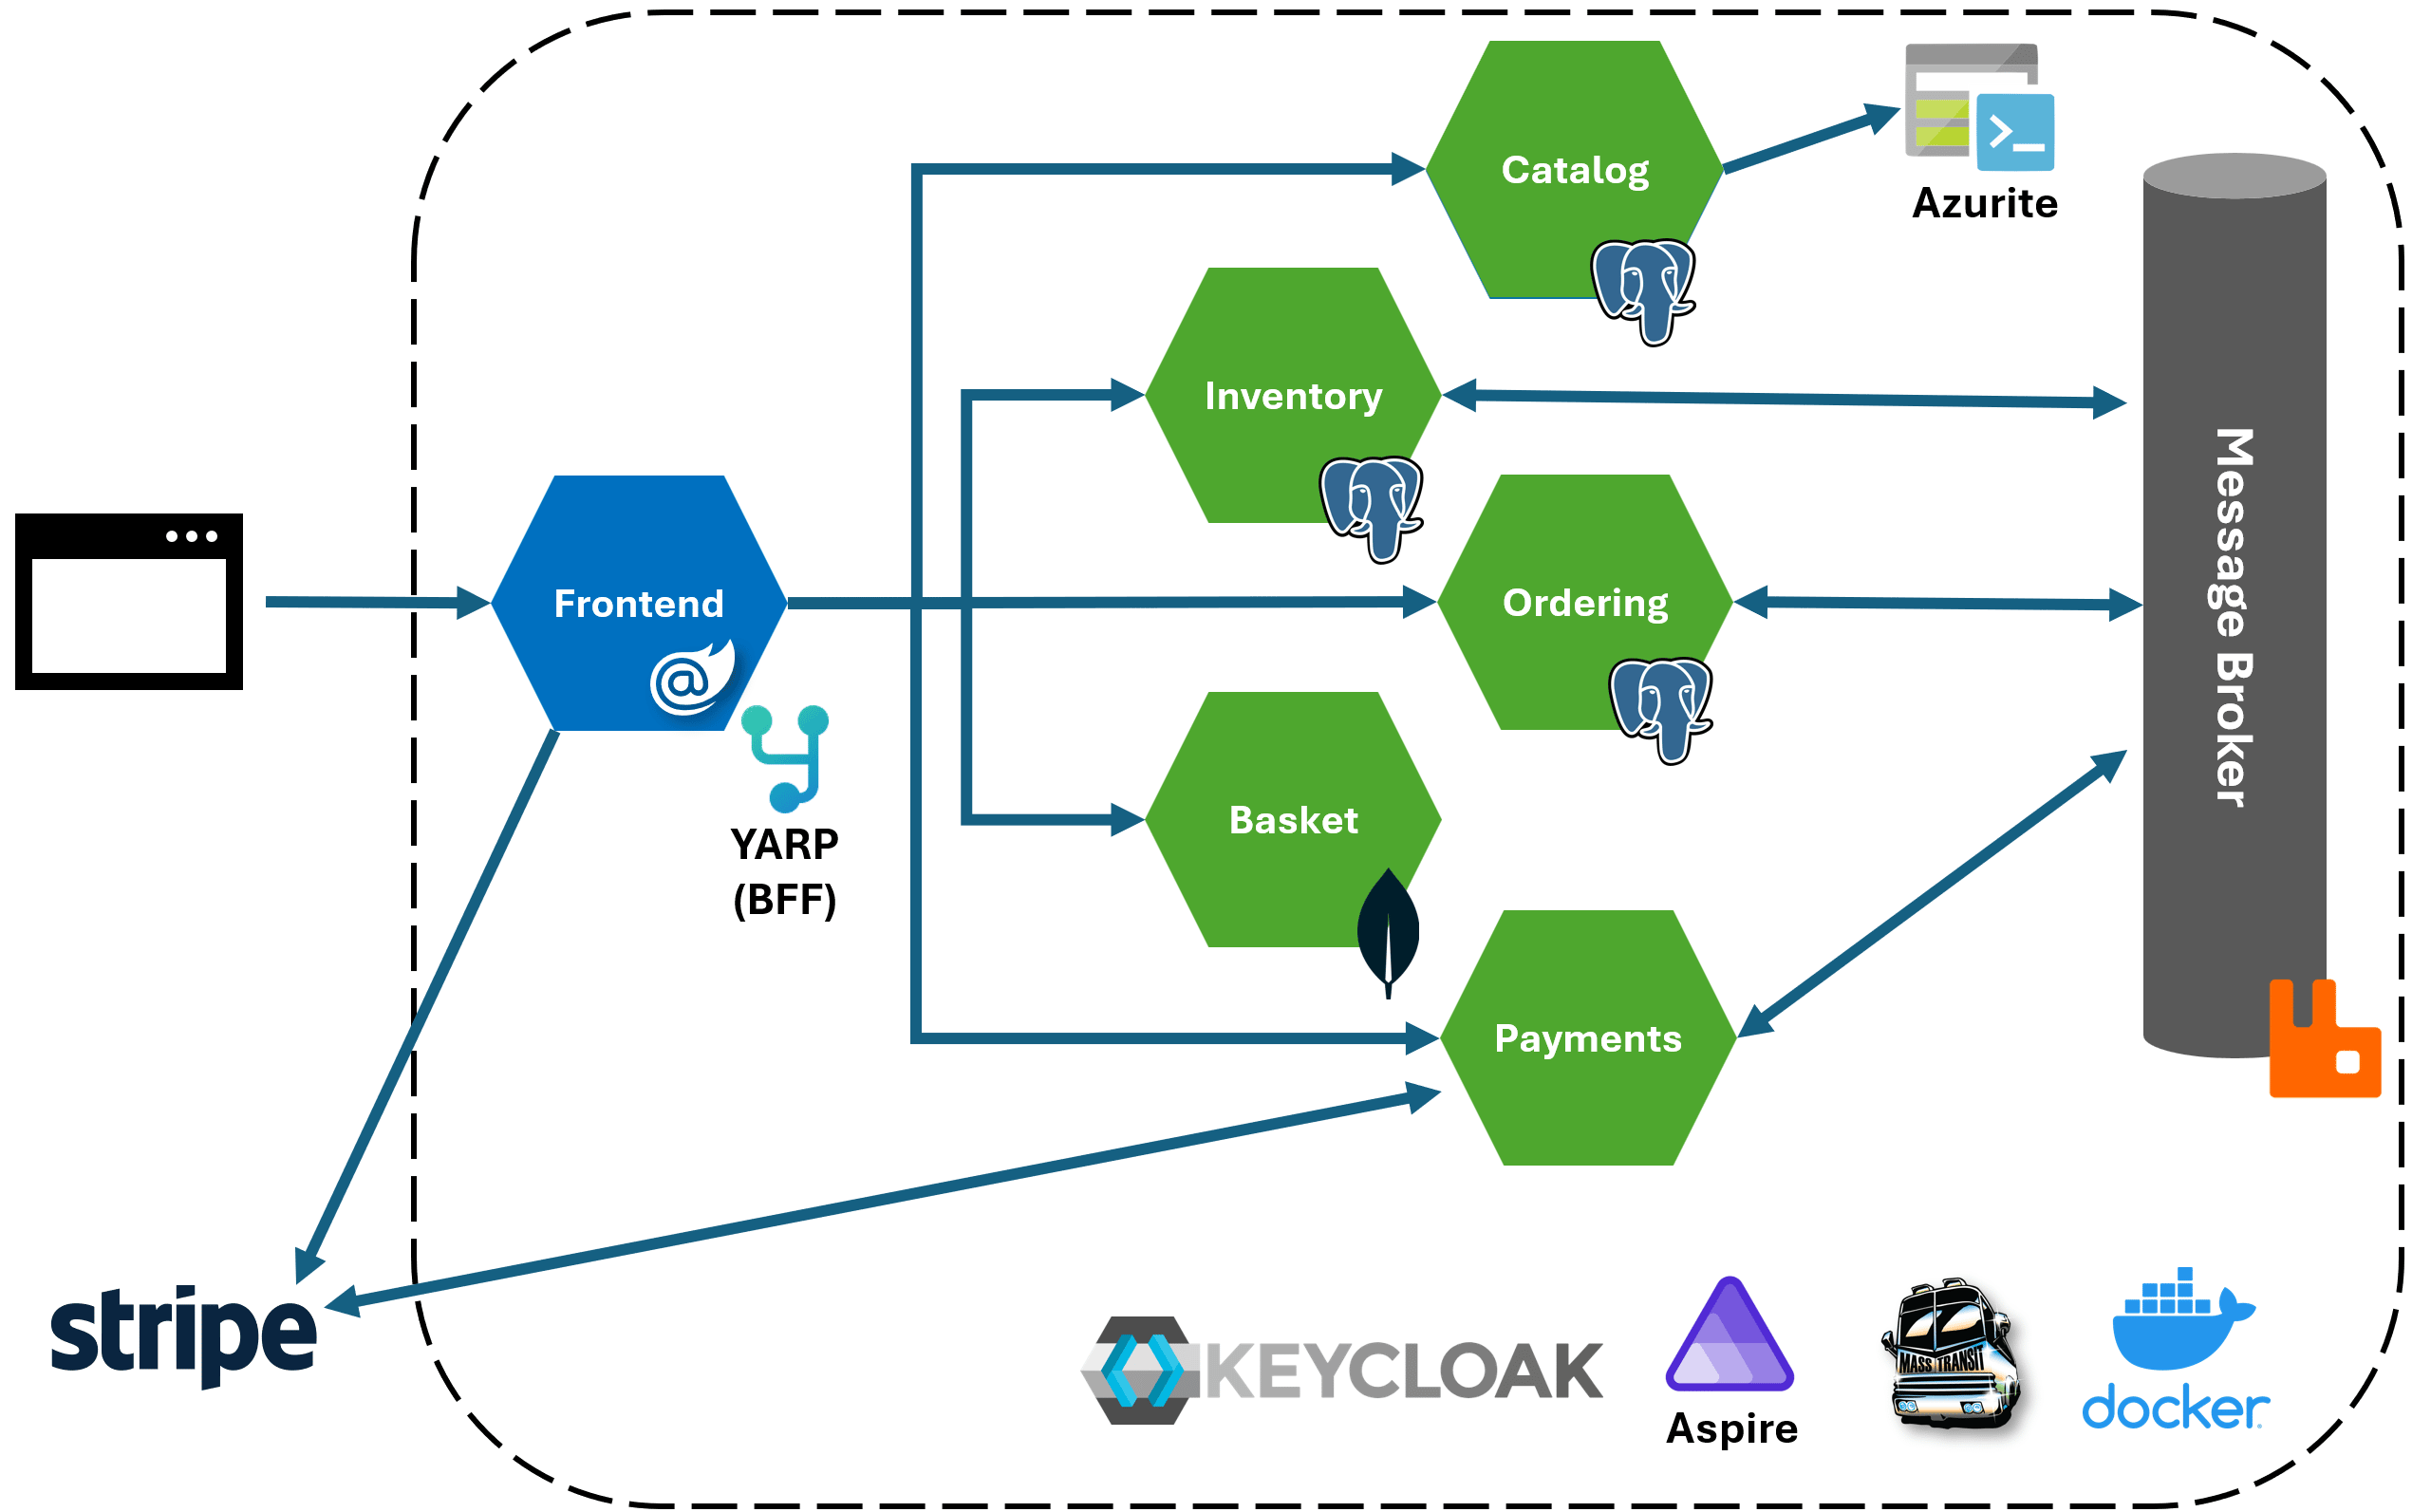 Catalog
Azurite
Inventory
Message Broker
Frontend
@
Ordering
YARP
(BFF)
Basket
Payments
stripe
KEYCLOAK
Aspire
MASS TRANSIT
docker